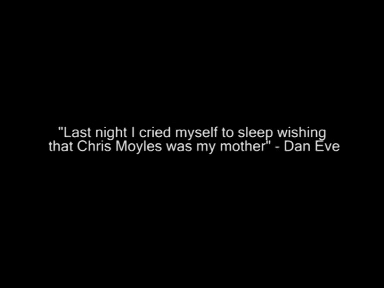 "Last night I cried myself to sleep wishing
that Chris Moyles was my mother" - Dan Eve